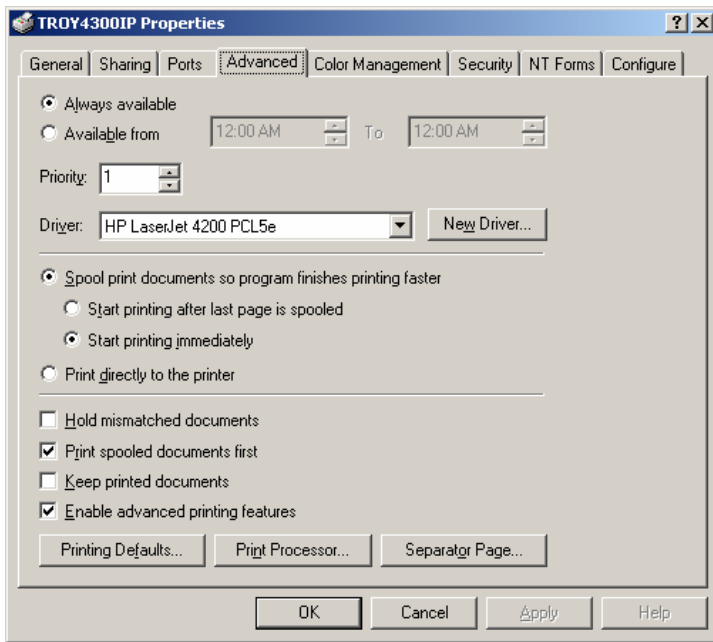 TROY4300IP Properties
General Sharing Ports Advanced Color Management Security NT Forms Configure
Always available
Available from 12:00 AM To 12:00 AM
Priority: 1
Driver: HP LaserJet 4200 PCL5e New Driver...
Spool print documents so program finishes printing faster
Start printing after last page is spooled
Start printing immediately
Print directly to the printer
Hold mismatched documents
Print spooled documents first
Keep printed documents
Enable advanced printing features
Printing Defaults... Print Processor... Separator Page...
OK Cancel Apply Help